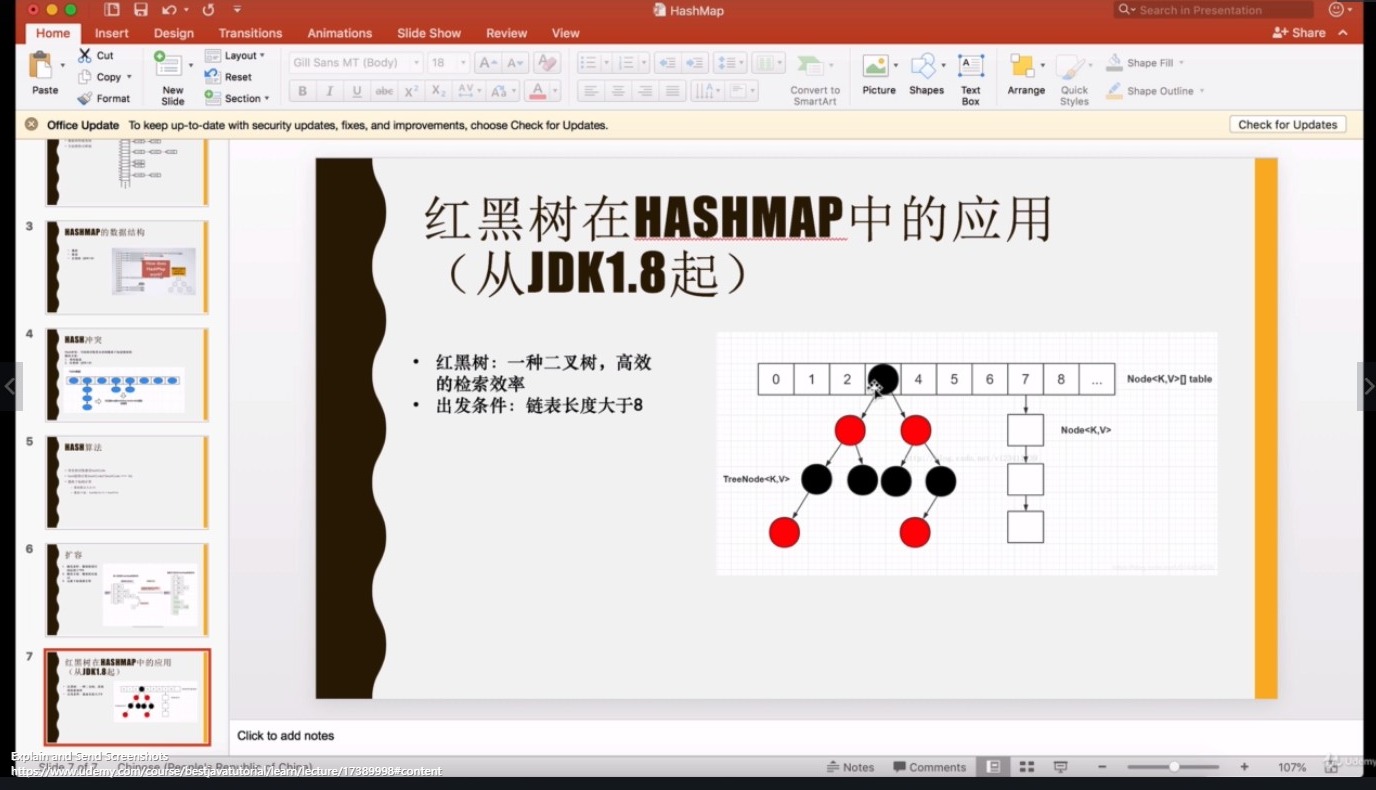 HashMap
Search in Presentation
Home Insert Design Transitions Animations Slide Show Review View Share
Cut
Copy
Format
Paste
New Slide
Layout
Reset
Section
Gill Sans MT (Body) 18
B I U abc X² X₂ AV Aa A
Convert to SmartArt
Picture
Shapes
Text Box
Arrange
Quick Styles
Shape Fill
Shape Outline
Office Update To keep up-to-date with security updates, fixes, and improvements, choose Check for Updates.
Check for Updates
3
HASHMAP的数据结构
4
HASH冲突
5
HASH算法
6
扩容
7
红黑树在HASHMAP中的应用
（从JDK1.8起）
红黑树在HASHMAP中的应用
（从JDK1.8起）
• 红黑树：一种二叉树，高效
的检索效率
• 出发条件：链表长度大于8
0 1 2 4 5 6 7 8 ... Node<K,V>[] table
Node<K,V>
TreeNode<K,V>
Click to add notes
Explain and Send Screenshots
Slide 7 of 7 Chinese (People's Republic of China)
https://www.udemy.com/course/bestjavatutorial/learn/lecture/17389998#content
Notes Comments 107%
Udemy